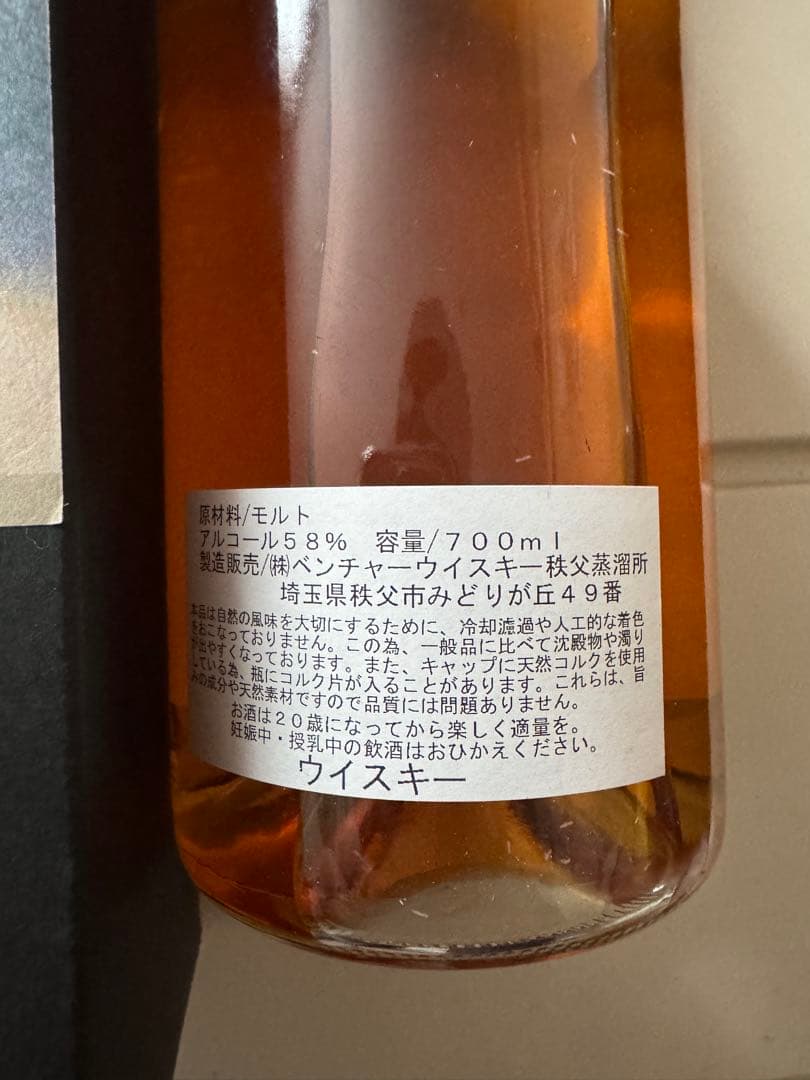 原材料/モルト
アルコール58%　容量/700ml
製造販売/㈱ベンチャーウイスキー秩父蒸溜所
埼玉県秩父市みどりが丘49番
本品は自然の風味を大切にするために、冷却濾過や人工的な着色
をおこなっておりません。この為、一般品に比べて沈殿物や濁り
が出やすくなっております。また、キャップに天然コルクを使用
している為、瓶にコルク片が入ることがあります。これらは、旨
みの成分や天然素材ですので品質には問題ありません。
お酒は20歳になってから楽しく適量を。
妊娠中・授乳中の飲酒はおひかえください。
ウイスキー